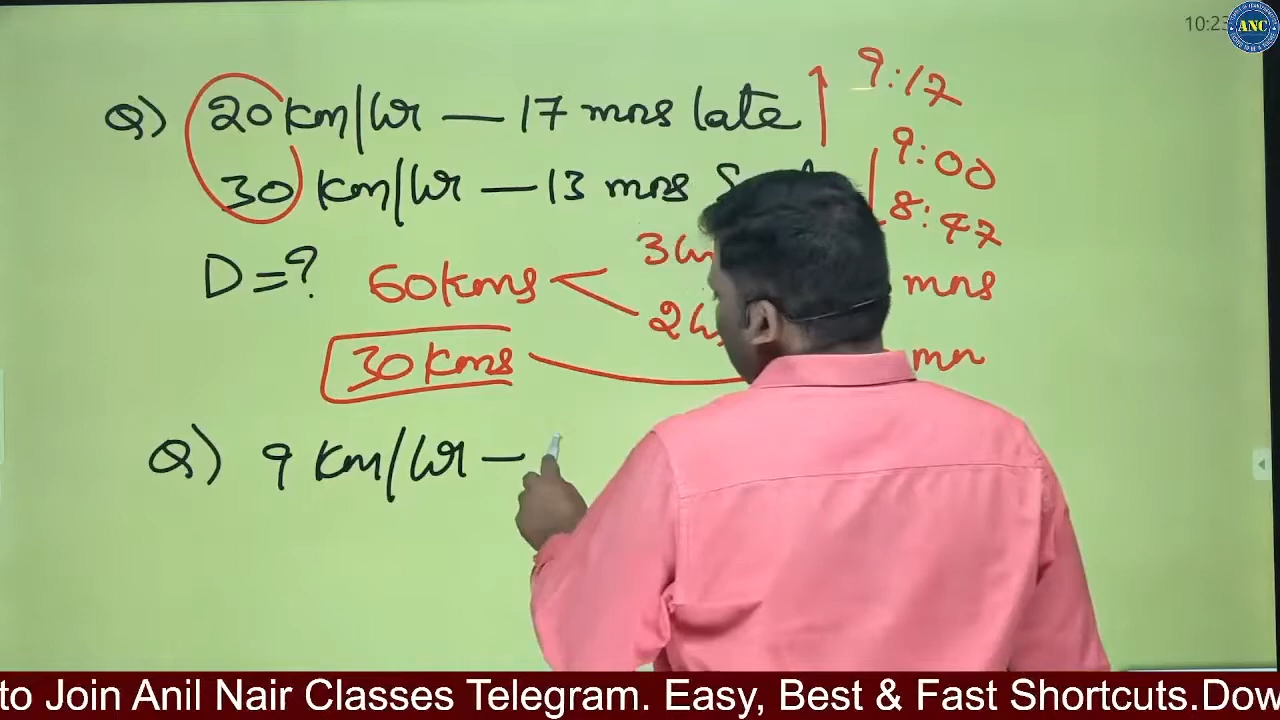 10:23
ANC
Q) 20 km/hr — 17 mns late 9:17
30 km/hr — 13 mns 9:00
8:47
D = ? 60 kms 3 mns
2
30 kms mn
Q) 9 km/hr —
to Join Anil Nair Classes Telegram. Easy, Best & Fast Shortcuts.Dow